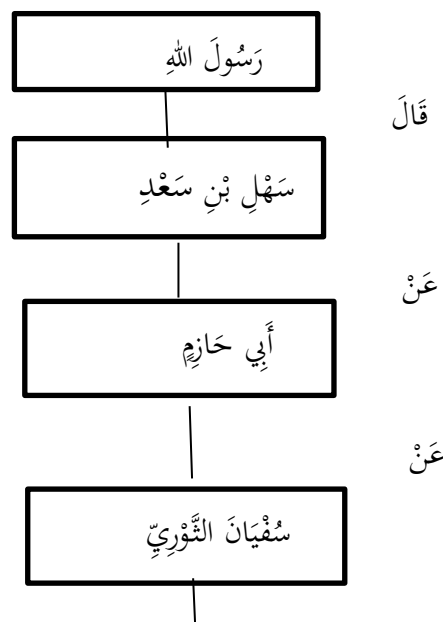 رَسُولَ اللهِ
قَالَ
سَهْلِ بْنِ سَعْدِ
عَنْ
أَبِي حَازِمٍ
عَنْ
سُفْيَانَ الثَّوْرِيِّ